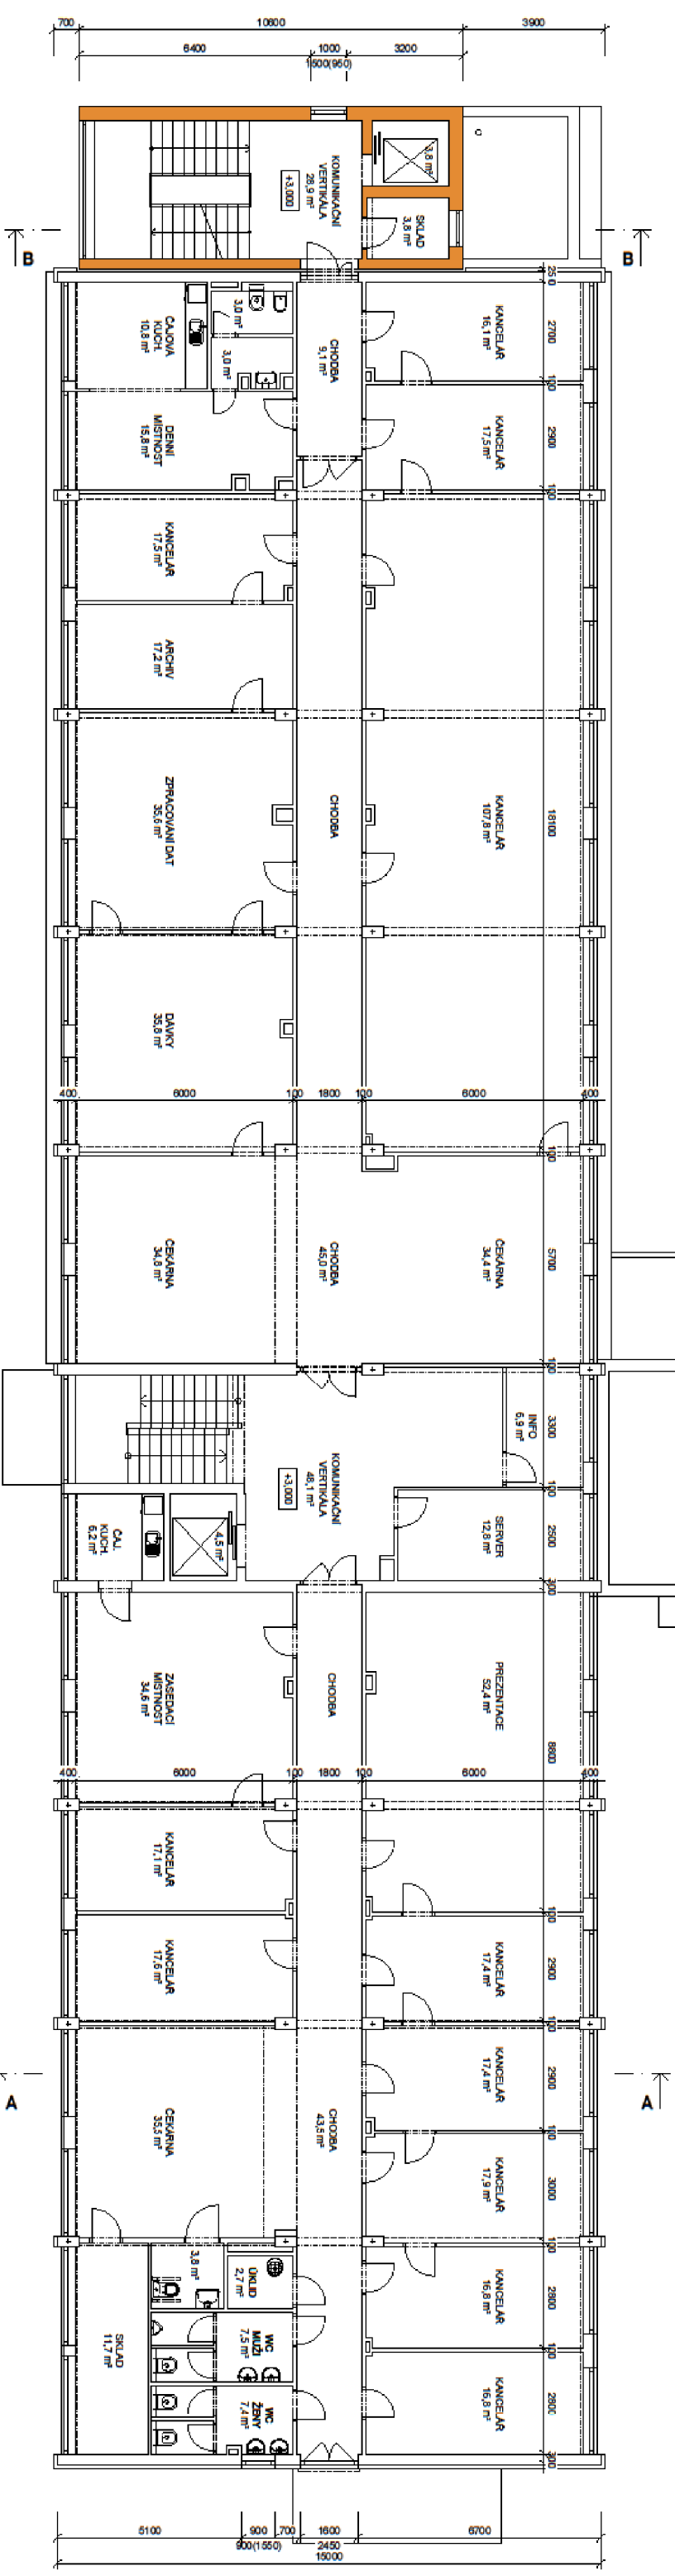 700
10800
3900
6400
1000
3200
1500(950)
KOMUNIKAČNÍ
VERTIKÁLA
28,9 m²
+3,000
3,8 m²
SKLAD
3,8 m²
B
B
250
ČAJOVÁ
KUCH.
10,8 m²
3,0 m²
3,0 m²
CHODBA
9,1 m²
KANCELÁŘ
16,1 m²
2700
100
DENNÍ
MÍSTNOST
15,8 m²
KANCELÁŘ
17,5 m²
2900
100
KANCELÁŘ
17,5 m²
ARCHIV
17,2 m²
ZPRACOVÁNÍ DAT
35,6 m²
CHODBA
KANCELÁŘ
107,8 m²
18100
DÁVKY
35,8 m²
400
6000
100
1800
100
6000
400
100
ČEKÁRNA
34,8 m²
CHODBA
45,0 m²
ČEKÁRNA
34,4 m²
5700
100
KOMUNIKAČNÍ
VERTIKÁLA
48,1 m²
+3,000
INFO
6,9 m²
3300
100
ČAJ.
KUCH.
6,2 m²
4,5 m²
SERVER
12,8 m²
2500
300
ZASEDACÍ
MÍSTNOST
34,6 m²
CHODBA
PREZENTACE
52,4 m²
8800
400
6000
100
1800
100
6000
400
KANCELÁŘ
17,1 m²
100
KANCELÁŘ
17,6 m²
KANCELÁŘ
17,4 m²
2900
100
KANCELÁŘ
17,4 m²
2900
A
A
ČEKÁRNA
35,5 m²
CHODBA
43,5 m²
100
KANCELÁŘ
17,9 m²
3000
100
3,8 m²
ÚKLID
2,7 m²
KANCELÁŘ
16,8 m²
2800
100
SKLAD
11,7 m²
WC
MUŽI
7,5 m²
WC
ŽENY
7,4 m²
KANCELÁŘ
16,8 m²
2800
300
5100
900
700
1600
6700
900(1550)
2450
15000